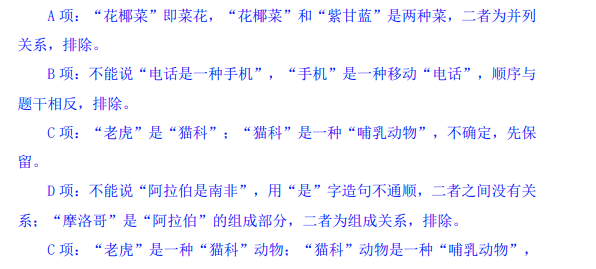 A 项：“花椰菜”即菜花，“花椰菜”和“紫甘蓝”是两种菜，二者为并列
关系，排除。
B 项：不能说“电话是一种手机”，“手机”是一种移动“电话”，顺序与
题干相反，排除。
C 项：“老虎”是“猫科”；“猫科”是一种“哺乳动物”，不确定，先保
留。
D 项：不能说“阿拉伯是南非”，用“是”字造句不通顺，二者之间没有关
系；“摩洛哥”是“阿拉伯”的组成部分，二者为组成关系，排除。
C 项：“老虎”是一种“猫科”动物；“猫科”动物是一种“哺乳动物”，